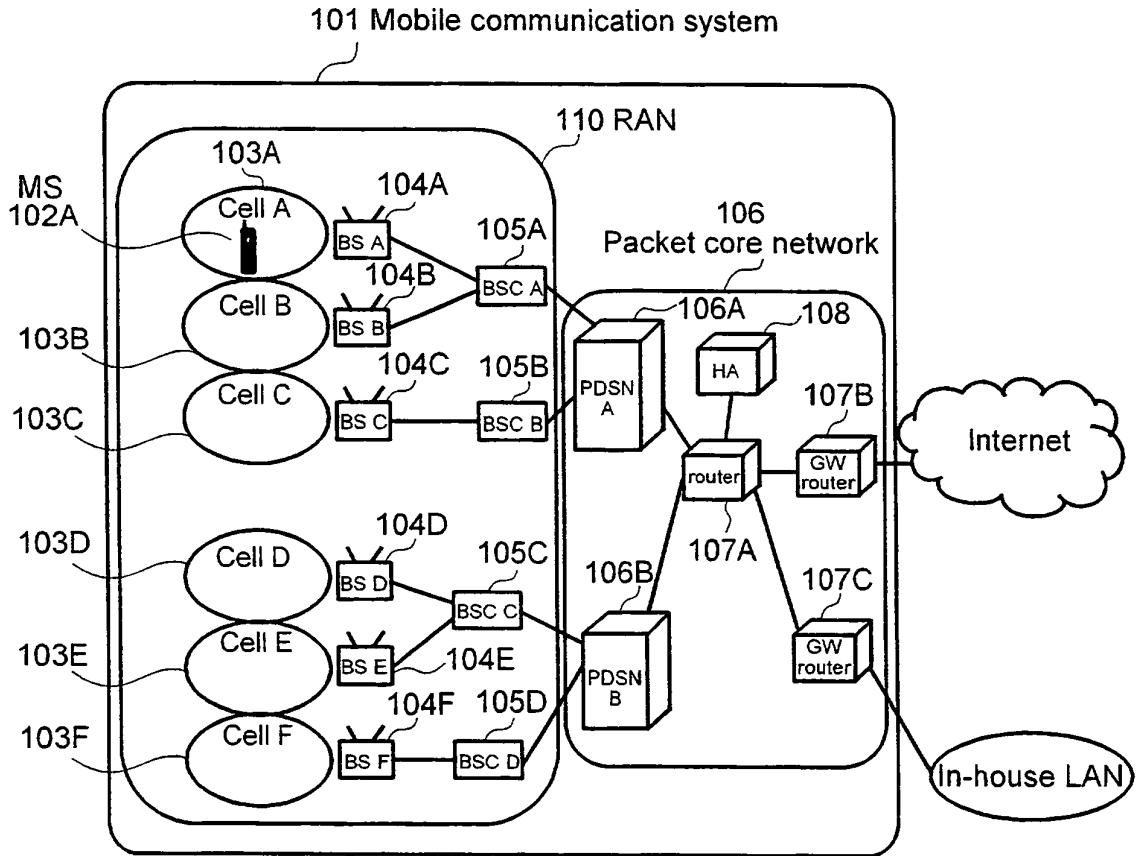 101 Mobile communication system
110 RAN
103A
MS
102A
Cell A
104A
BS A
105A
BSC A
106
Packet core network
104B
Cell B
BS B
103B
106A
PDSN
A
108
HA
104C
105B
Cell C
BS C
BSC B
103C
107B
GW
router
Internet
router
107A
103D
Cell D
104D
BS D
105C
BSC C
106B
107C
GW
router
103E
Cell E
BS E
104E
PDSN
B
104F
105D
103F
Cell F
BS F
BSC D
In-house LAN